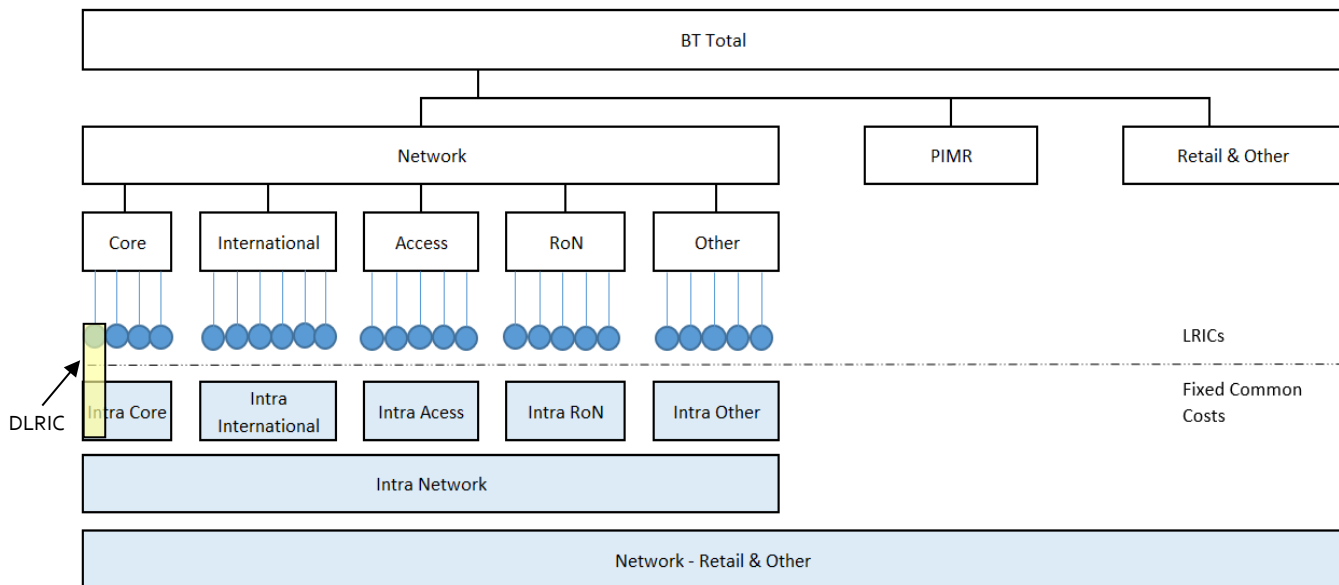 BT Total
Network
PIMR
Retail & Other
Core
International
Access
RoN
Other
LRICs
DLRIC
Intra Core
Intra
International
Intra Acess
Intra RoN
Intra Other
Fixed Common
Costs
Intra Network
Network - Retail & Other